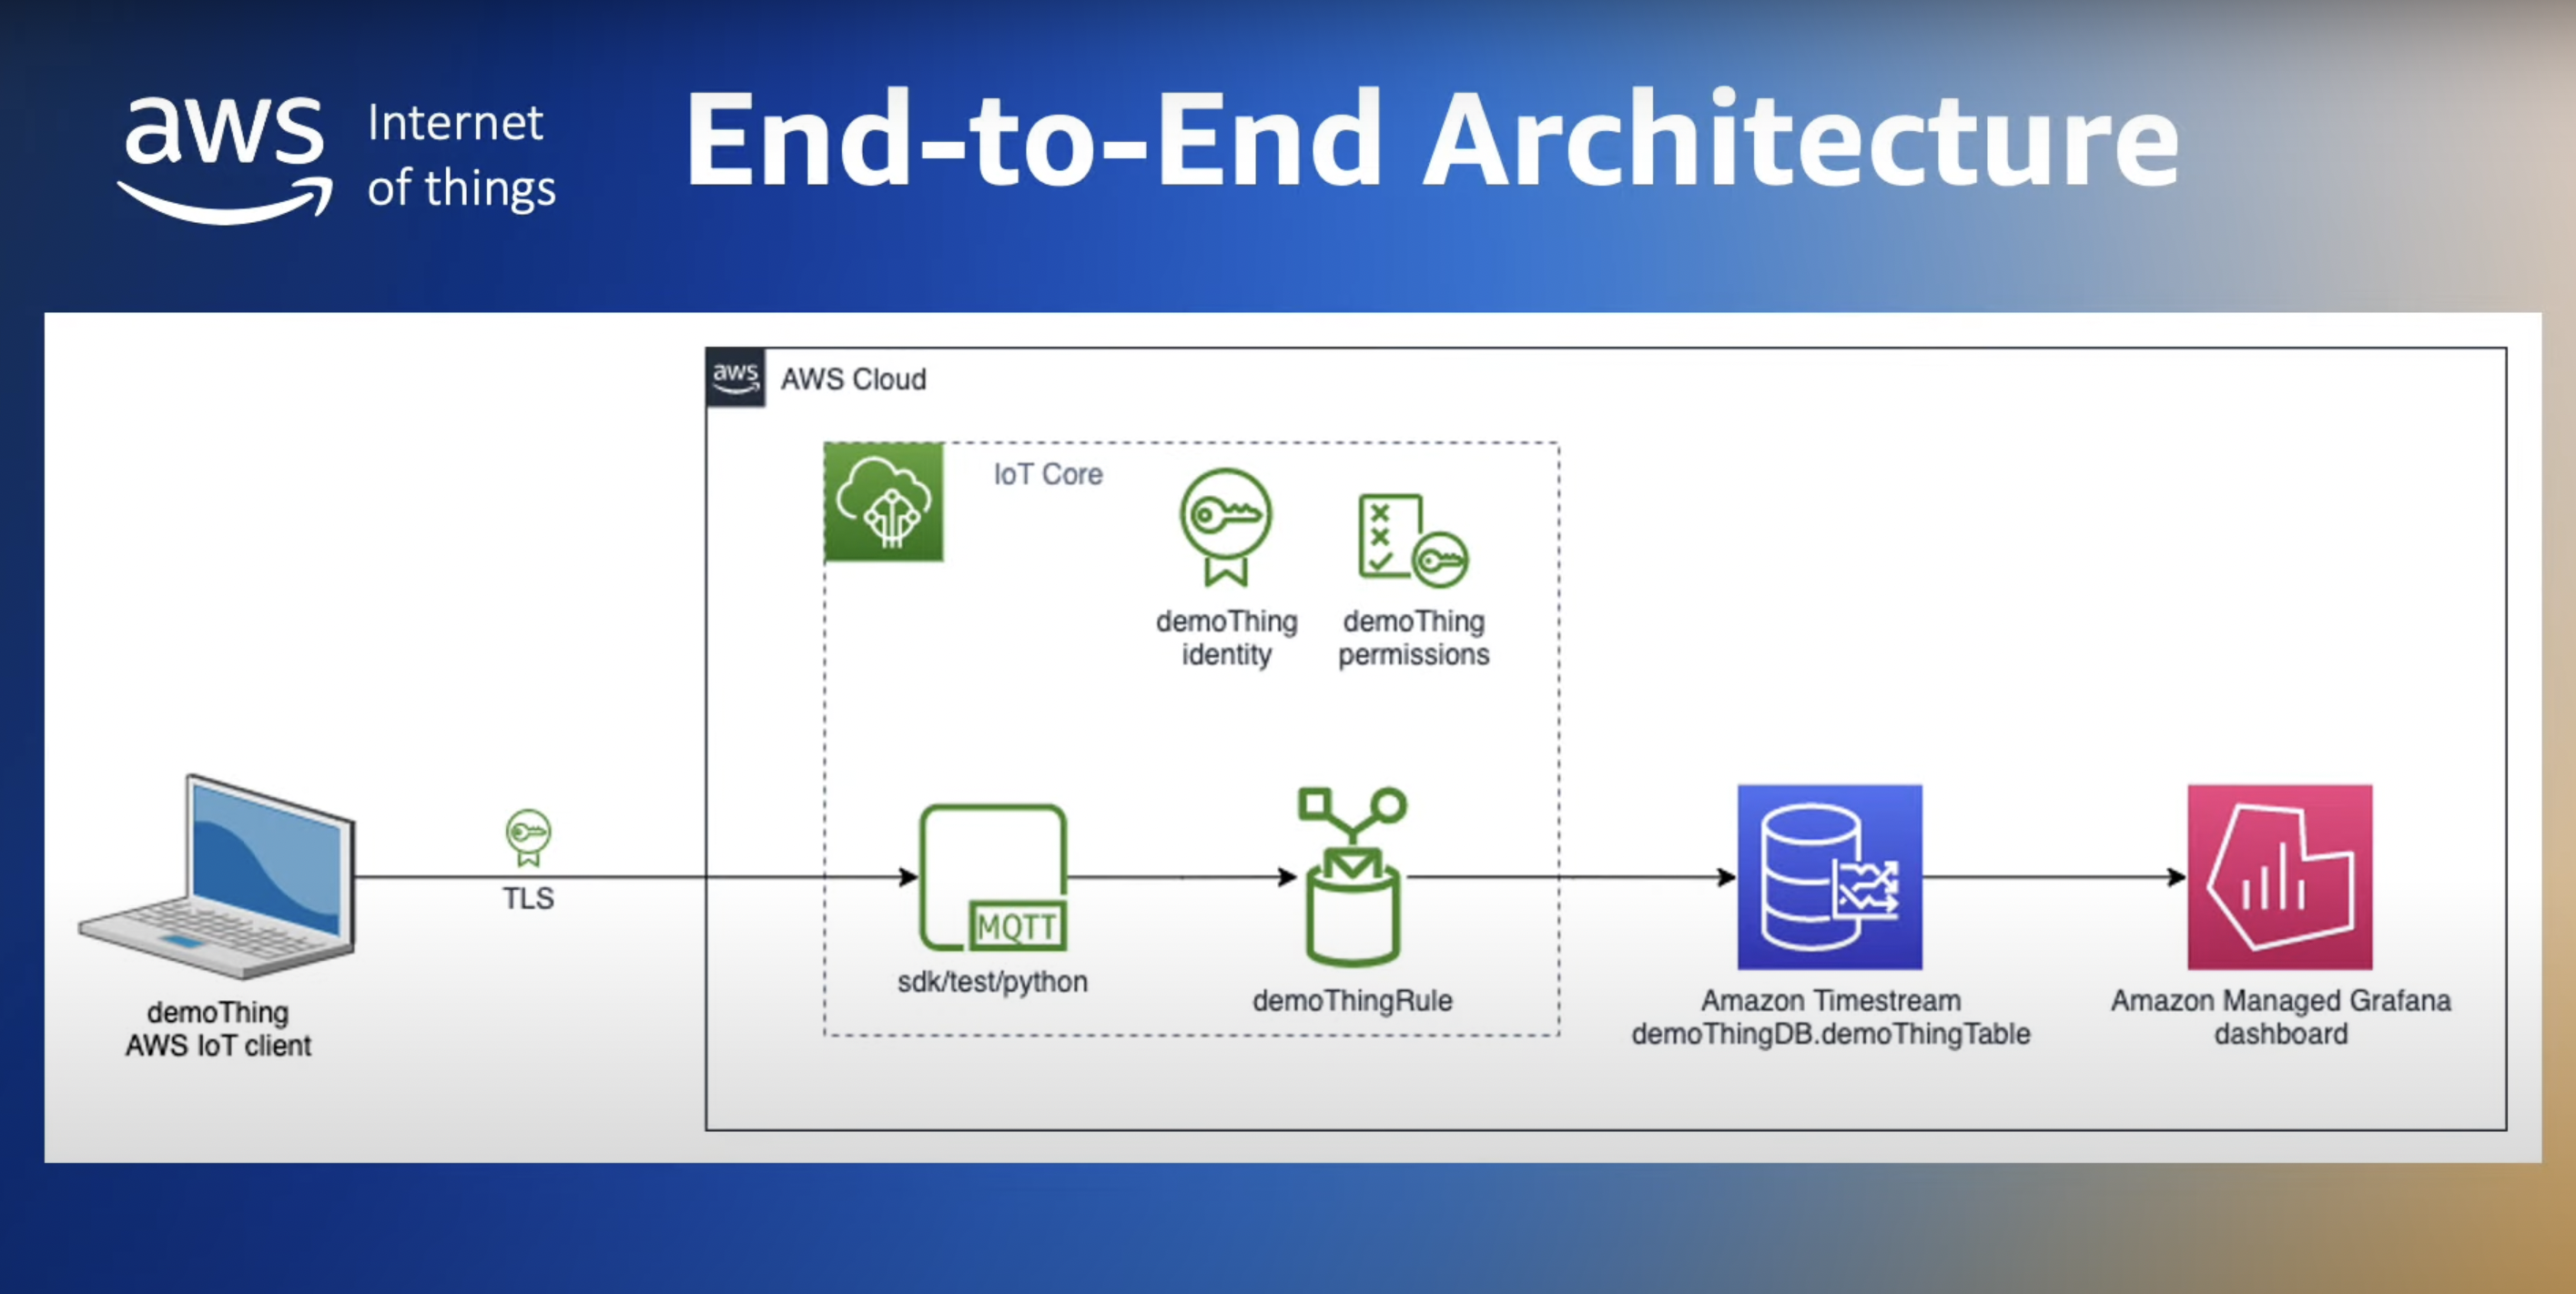 aws
Internet
of things
End-to-End Architecture
aws
AWS Cloud
IoT Core
demoThing
identity
demoThing
permissions
TLS
MQTT
sdk/test/python
demoThingRule
demoThing
AWS IoT client
Amazon Timestream
demoThingDB.demoThingTable
Amazon Managed Grafana
dashboard